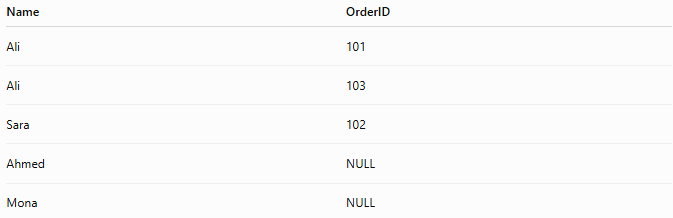 Name OrderID
Ali 101
Ali 103
Sara 102
Ahmed NULL
Mona NULL